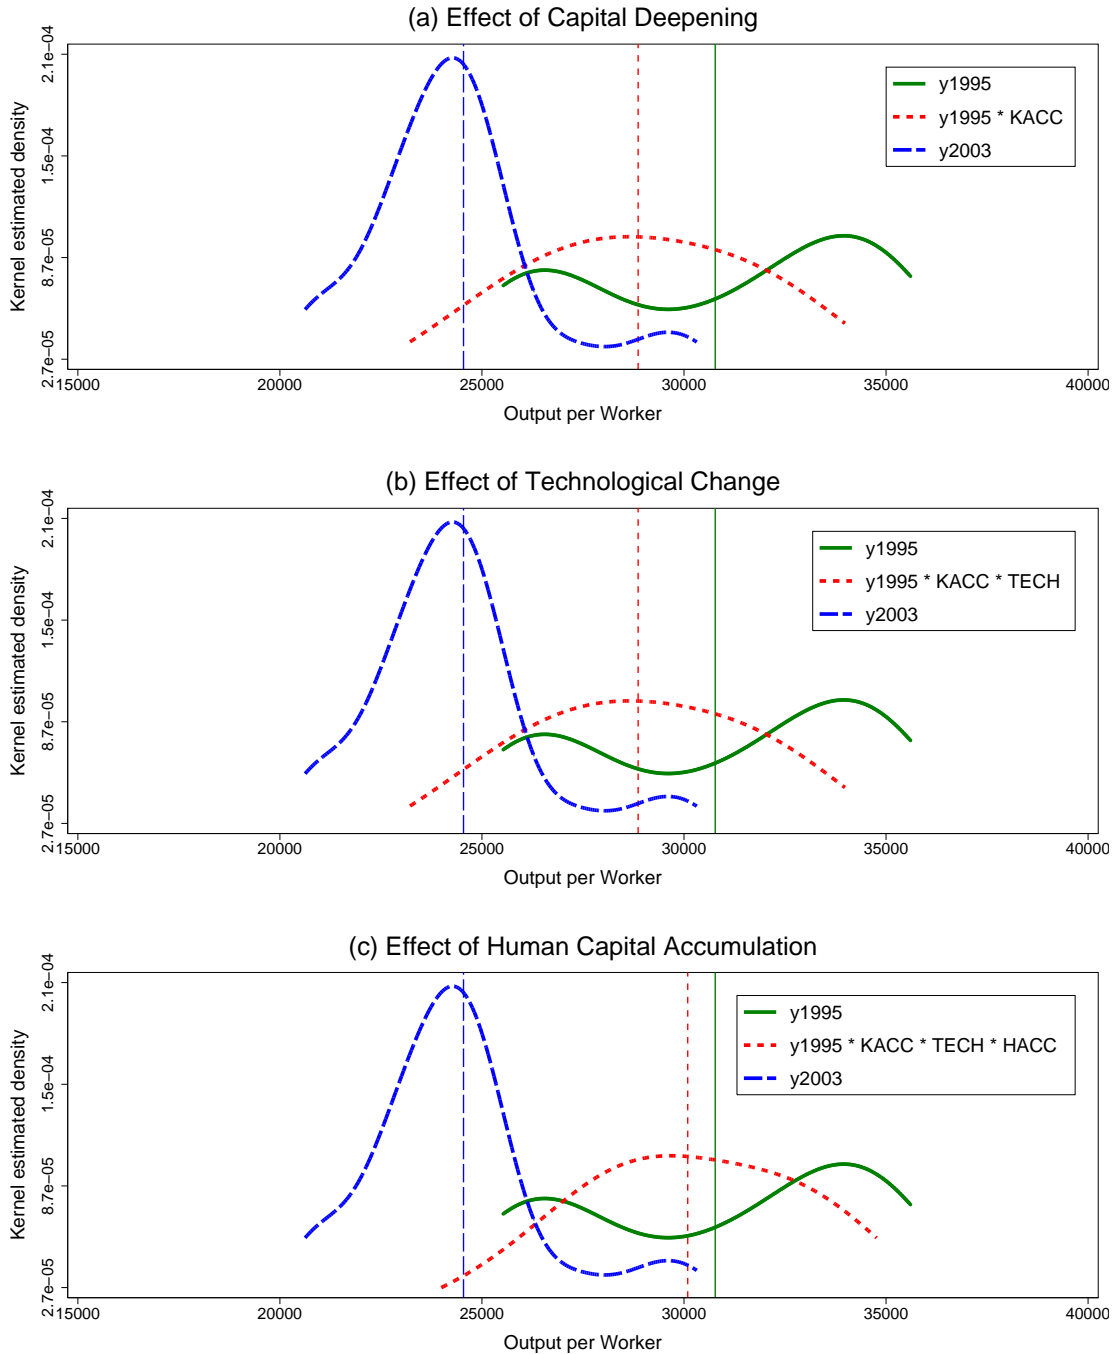 (a) Effect of Capital Deepening
Kernel estimated density
2.1e−04
1.5e−04
8.7e−05
2.7e−05
y1995
y1995 * KACC
y2003
15000 20000 25000 30000 35000 40000
Output per Worker
(b) Effect of Technological Change
Kernel estimated density
2.1e−04
1.5e−04
8.7e−05
2.7e−05
y1995
y1995 * KACC * TECH
y2003
15000 20000 25000 30000 35000 40000
Output per Worker
(c) Effect of Human Capital Accumulation
Kernel estimated density
2.1e−04
1.5e−04
8.7e−05
2.7e−05
y1995
y1995 * KACC * TECH * HACC
y2003
15000 20000 25000 30000 35000 40000
Output per Worker